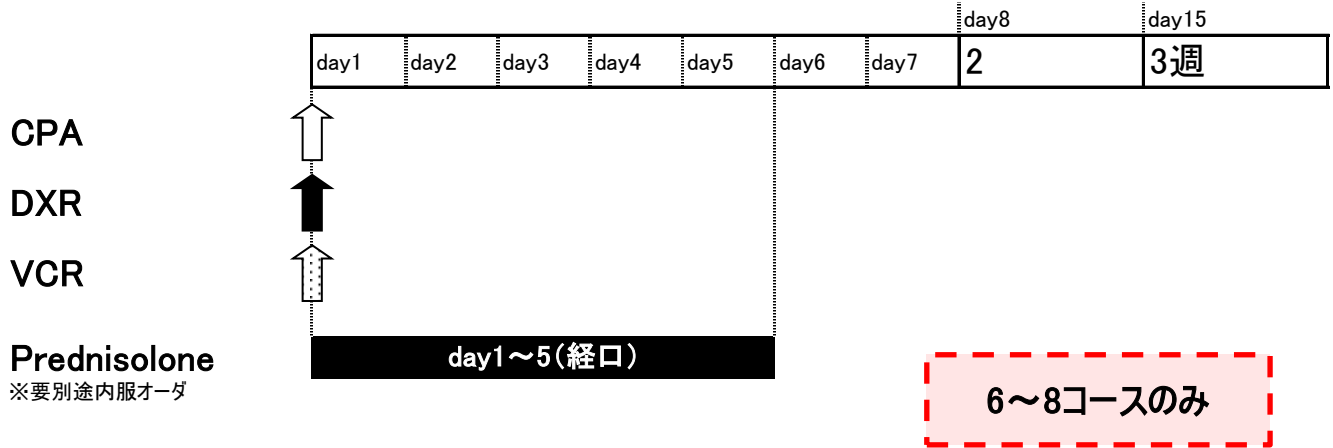 day8 day15
day1 day2 day3 day4 day5 day6 day7 2 3週
CPA
DXR
VCR
Prednisolone day1～5(経口)
※要別途内服オーダ
6～8コースのみ